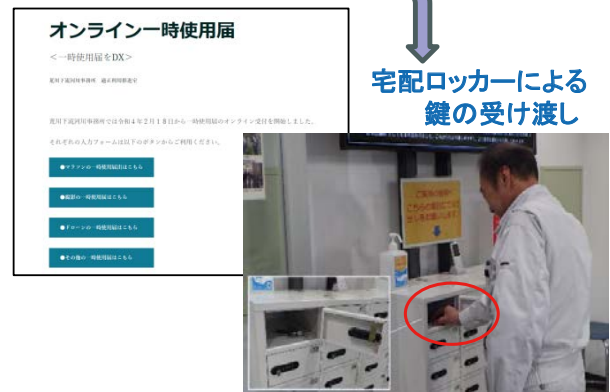 オンライン一時使用届
＜一時使用届をDX＞
荒川下流河川事務所では令和4年2月18日から一時使用届のオンライン受付を開始しました。
それぞれの入力フォームは以下のボタンからご利用ください。
●マラソンの一時使用届はこちら
●撮影の一時使用届はこちら
●ドローンの一時使用届はこちら
●その他の一時使用届はこちら
宅配ロッカーによる
鍵の受け渡し